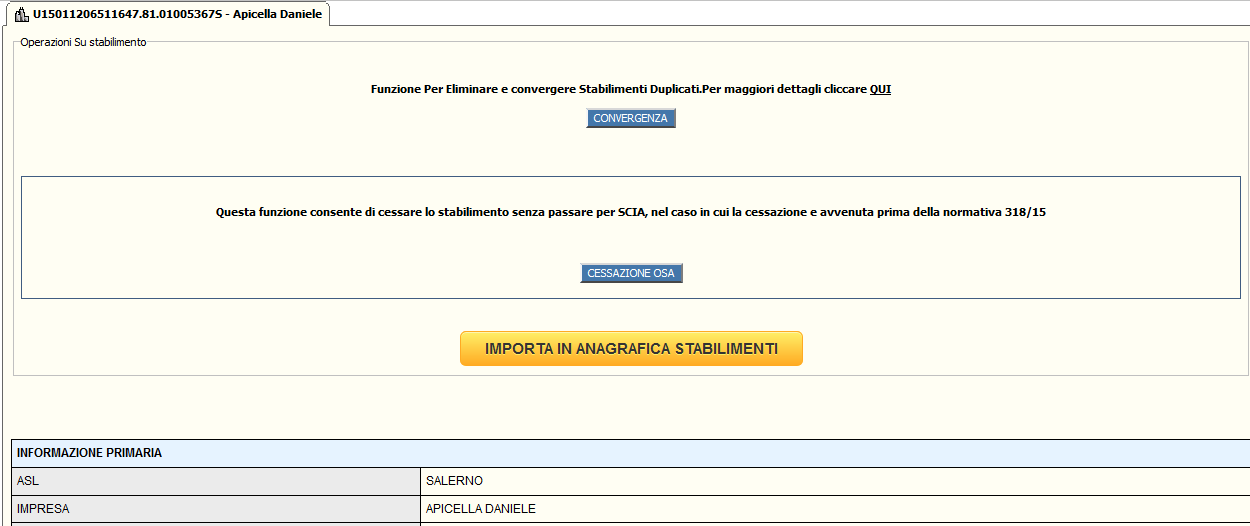 U15011206511647.81.01005367S - Apicella Daniele
Operazioni Su stabilimento
Funzione Per Eliminare e convergere Stabilimenti Duplicati.Per maggiori dettagli cliccare QUI
CONVERGENZA
Questa funzione consente di cessare lo stabilimento senza passare per SCIA, nel caso in cui la cessazione e avvenuta prima della normativa 318/15
CESSAZIONE OSA
IMPORTA IN ANAGRAFICA STABILIMENTI
INFORMAZIONE PRIMARIA
ASL SALERNO
IMPRESA APICELLA DANIELE